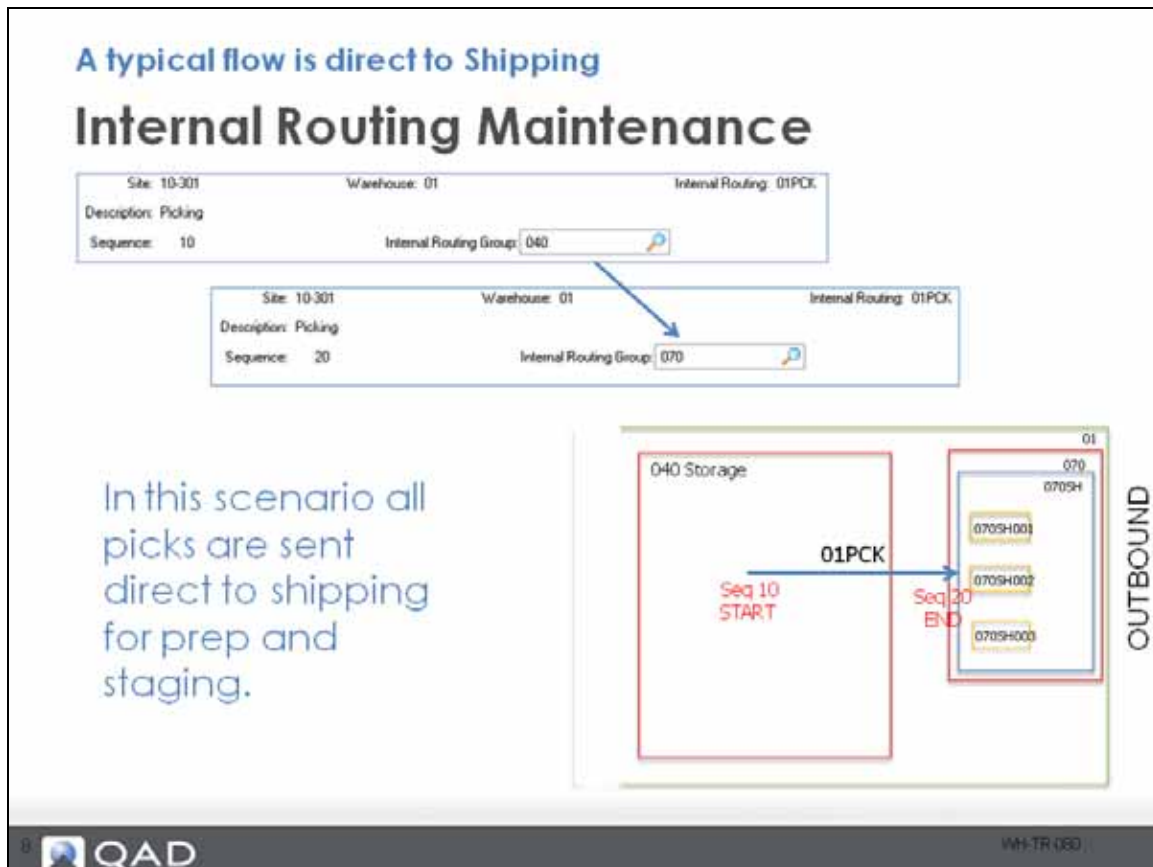 A typical flow is direct to Shipping
Internal Routing Maintenance
Site: 10-301 Warehouse: 01 Internal Routing: 01PCK
Description: Picking
Sequence: 10 Internal Routing Group: 040
Site: 10-301 Warehouse: 01 Internal Routing: 01PCK
Description: Picking
Sequence: 20 Internal Routing Group: 070
In this scenario all
picks are sent
direct to shipping
for prep and
staging.
01
040 Storage
070
070SH
070SH001
01PCK
070SH002
Seq 10
START
Seq 20
END
070SH003
OUTBOUND
9
QAD
WH-TR-080